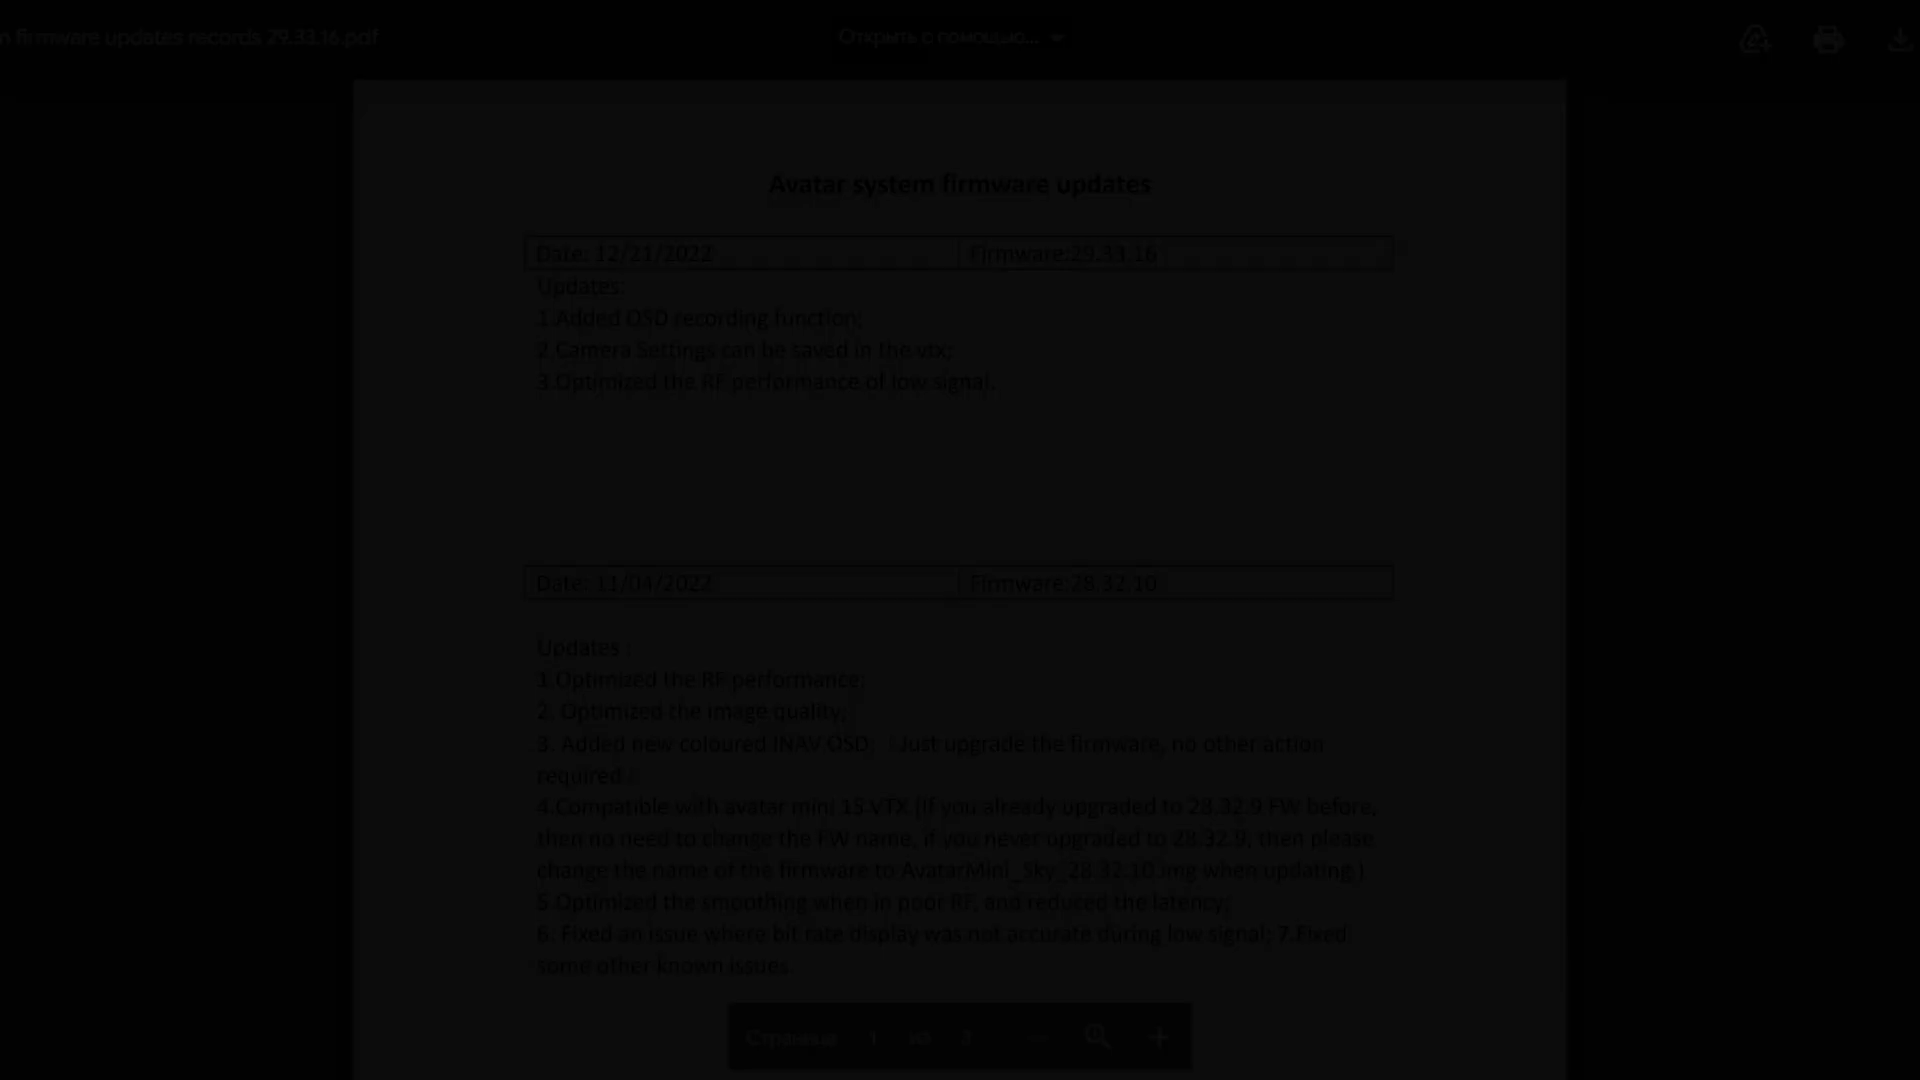 n firmware updates records 29.33.16.pdf
Открыть с помощью...
Avatar system firmware updates
Date: 12/21/2022 Firmware:29.33.16
Updates:
1.Added OSD recording function;
2.Camera Settings can be saved in the vtx;
3.Optimized the RF performance of low signal.
Date: 11/04/2022 Firmware:28.32.10
Updates :
1.Optimized the RF performance;
2. Optimized the image quality;
3. Added new coloured INAV OSD; Just upgrade the firmware, no other action
required
4.Compatible with avatar mini 1S VTX.(If you already upgraded to 28.32.9 FW before,
then no need to change the FW name, if you never upgraded to 28.32.9, then please
change the name of the firmware to AvatarMini_Sky_28.32.10.img when updating.)
5.Optimized the smoothing when in poor RF, and reduced the latency;
6. Fixed an issue where bit rate display was not accurate during low signal; 7.Fixed
some other known issues.
Страница 1 из 3